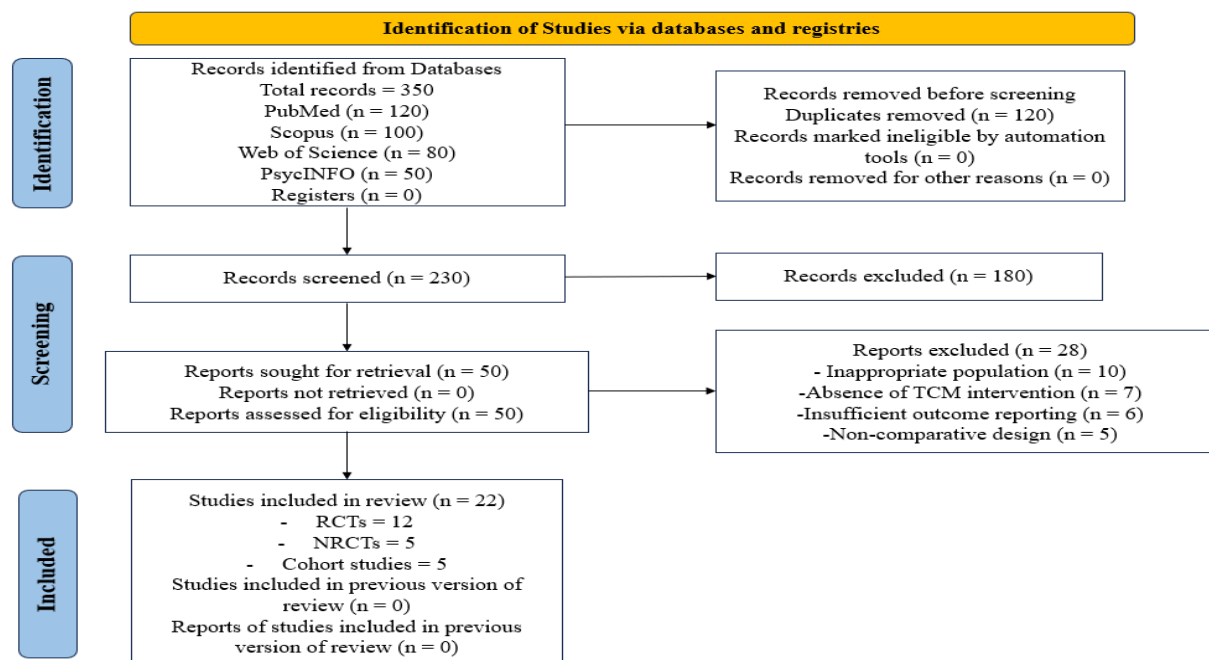 Identification of Studies via databases and registries
Identification
Records identified from Databases
Total records = 350
PubMed (n = 120)
Scopus (n = 100)
Web of Science (n = 80)
PsycINFO (n = 50)
Registers (n = 0)
Records removed before screening
Duplicates removed (n = 120)
Records marked ineligible by automation
tools (n = 0)
Records removed for other reasons (n = 0)
Screening
Records screened (n = 230)
Records excluded (n = 180)
Reports sought for retrieval (n = 50)
Reports not retrieved (n = 0)
Reports assessed for eligibility (n = 50)
Reports excluded (n = 28)
- Inappropriate population (n = 10)
-Absence of TCM intervention (n = 7)
-Insufficient outcome reporting (n = 6)
-Non-comparative design (n = 5)
Included
Studies included in review (n = 22)
- RCTs = 12
- NRCTs = 5
- Cohort studies = 5
Studies included in previous version of
review (n = 0)
Reports of studies included in previous
version of review (n = 0)